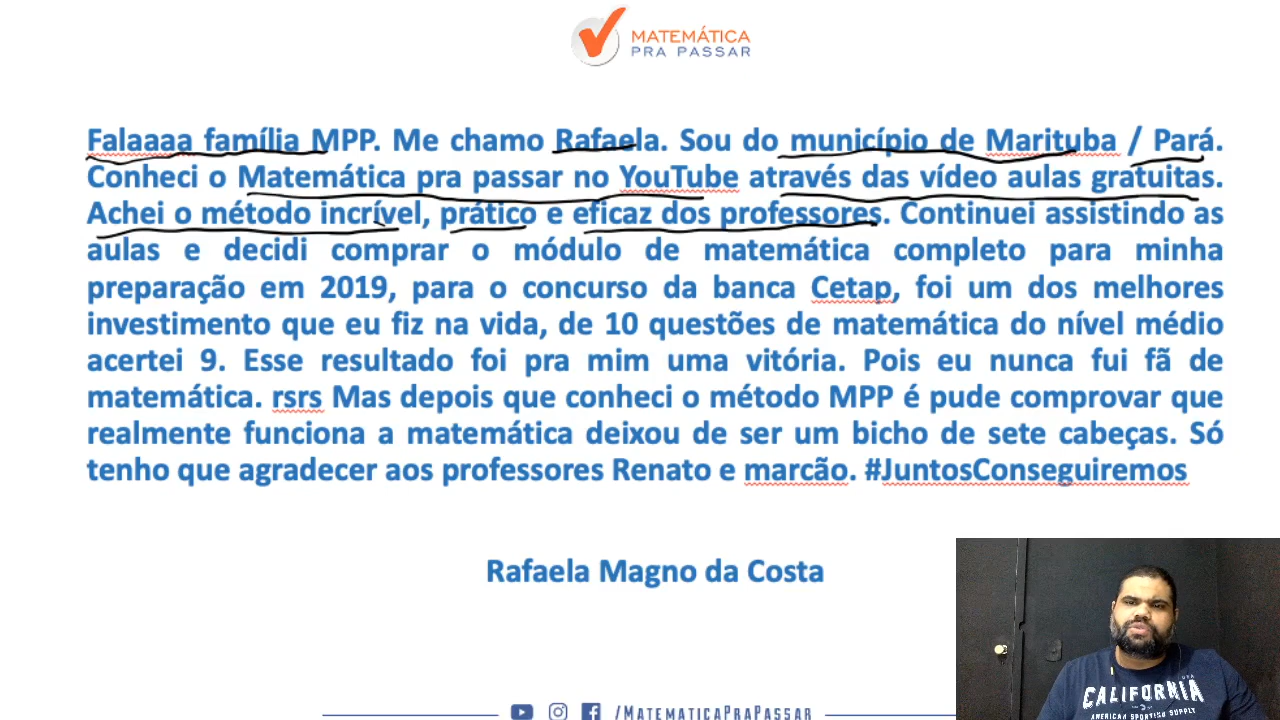 MATEMÁTICA
PRA PASSAR
Falaaaa família MPP. Me chamo Rafaela. Sou do município de Marituba / Pará.
Conheci o Matemática pra passar no YouTube através das vídeo aulas gratuitas.
Achei o método incrível, prático e eficaz dos professores. Continuei assistindo as
aulas e decidi comprar o módulo de matemática completo para minha
preparação em 2019, para o concurso da banca Cetap, foi um dos melhores
investimento que eu fiz na vida, de 10 questões de matemática do nível médio
acertei 9. Esse resultado foi pra mim uma vitória. Pois eu nunca fui fã de
matemática. rsrs Mas depois que conheci o método MPP é pude comprovar que
realmente funciona a matemática deixou de ser um bicho de sete cabeças. Só
tenho que agradecer aos professores Renato e marcão. #JuntosConseguiremos
Rafaela Magno da Costa
CALIFORNIA
AMERICAN SPORTING SUPPLY
/MATEMATICAPRAPASSAR